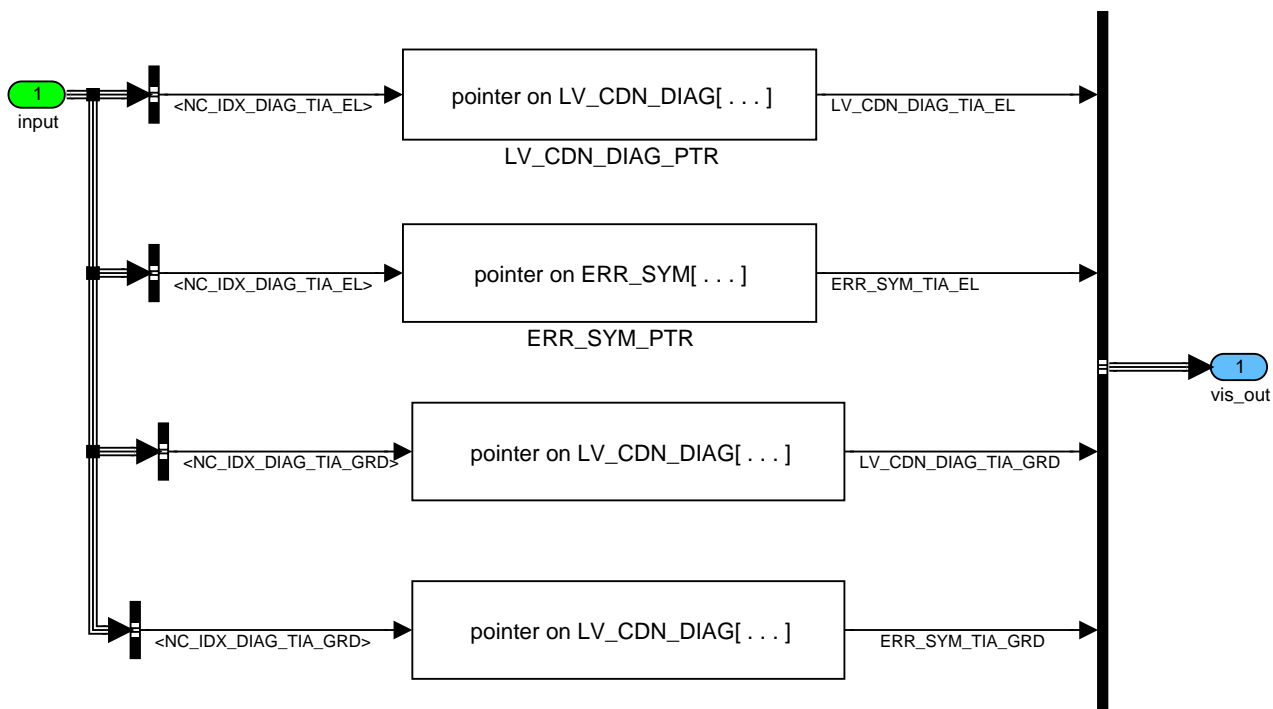 1
input
<NC_IDX_DIAG_TIA_EL>
pointer on LV_CDN_DIAG[ . . . ]
LV_CDN_DIAG_TIA_EL
LV_CDN_DIAG_PTR
<NC_IDX_DIAG_TIA_EL>
pointer on ERR_SYM[ . . . ]
ERR_SYM_TIA_EL
ERR_SYM_PTR
1
vis_out
<NC_IDX_DIAG_TIA_GRD>
pointer on LV_CDN_DIAG[ . . . ]
LV_CDN_DIAG_TIA_GRD
<NC_IDX_DIAG_TIA_GRD>
pointer on LV_CDN_DIAG[ . . . ]
ERR_SYM_TIA_GRD